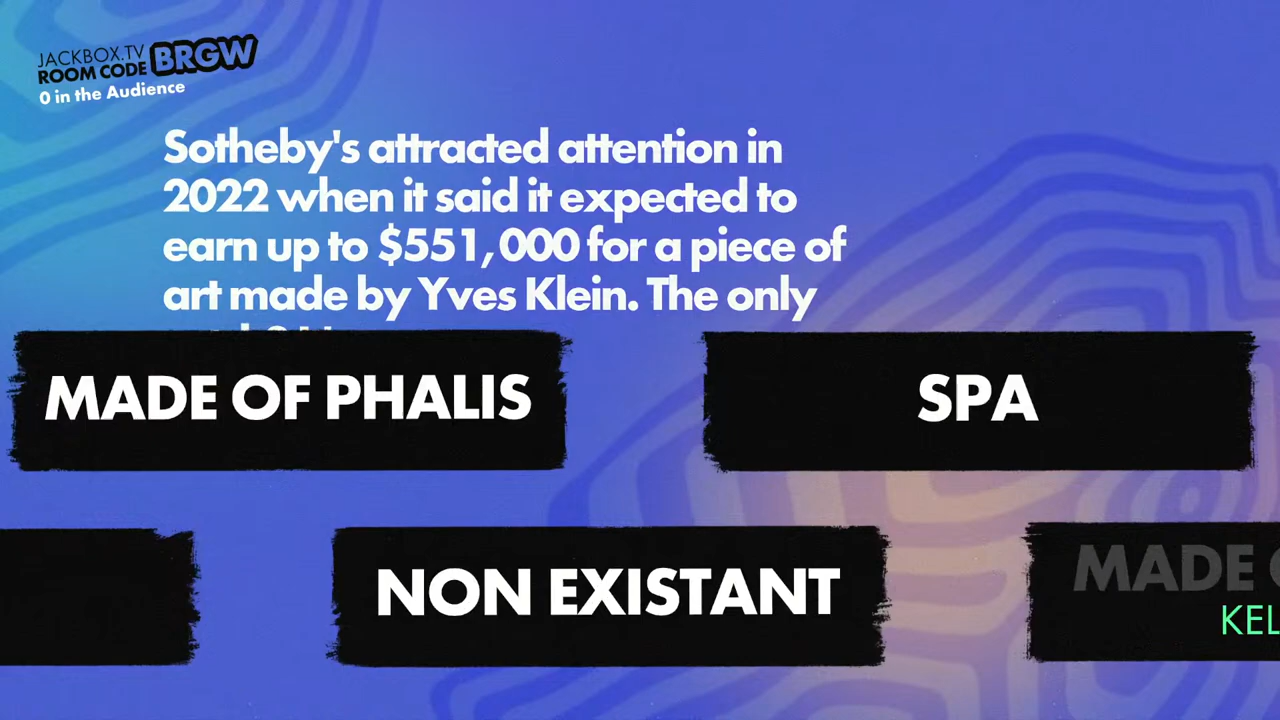 JACKBOX.TV
ROOM CODE BRGW
0 in the Audience
Sotheby's attracted attention in
2022 when it said it expected to
earn up to $551,000 for a piece of
art made by Yves Klein. The only
MADE OF PHALIS
SPA
NON EXISTANT
MADE
KEL